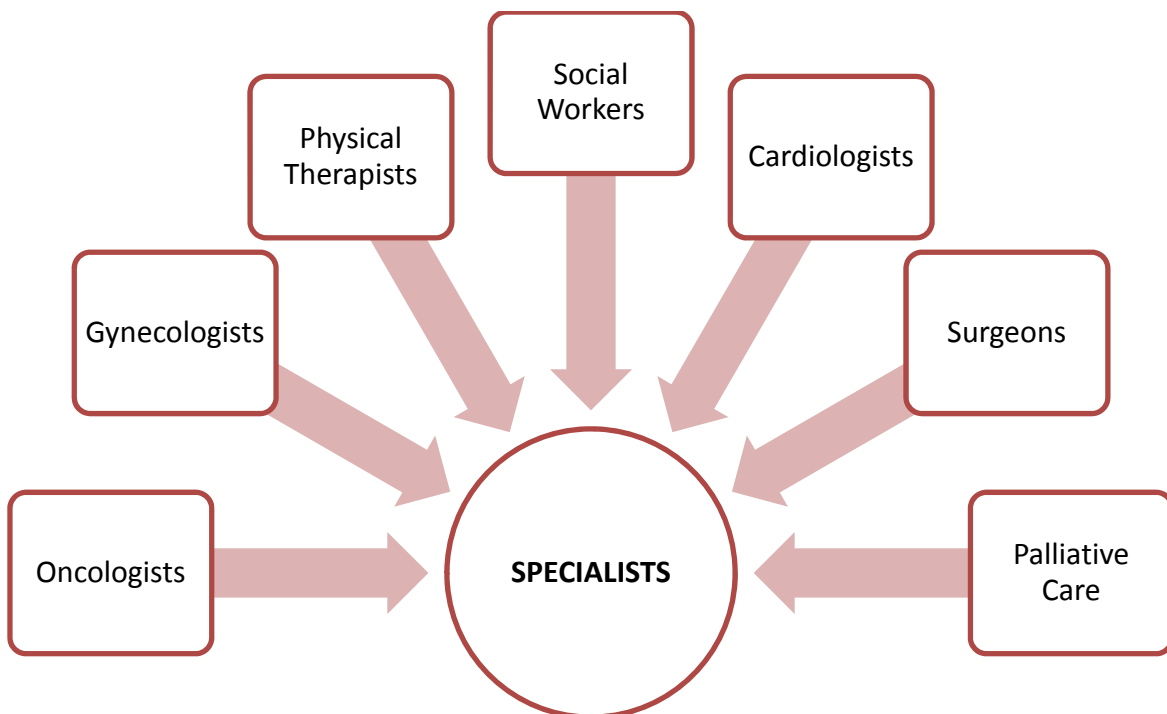 Social
Workers
Physical
Therapists
Cardiologists
Gynecologists
Surgeons
Oncologists
SPECIALISTS
Palliative
Care